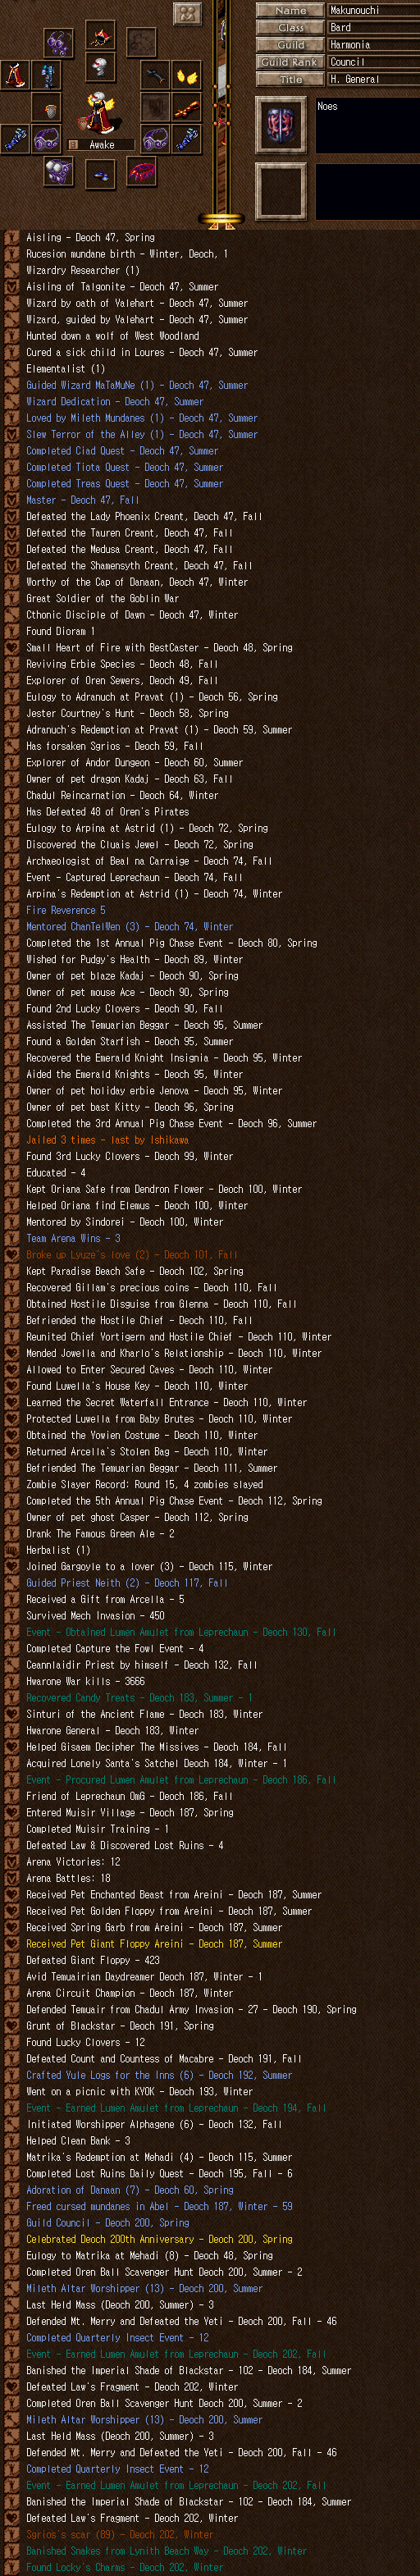 Name Makunouchi
Class Bard
Guild Harmonia
Guild Rank Council
Title H. General
Noes
Awake
Aisling - Deoch 47, Spring
Rucesion mundane birth - Winter, Deoch, 1
Wizardry Researcher (1)
Aisling of Talgonite - Deoch 47, Summer
Wizard by oath of Valehart - Deoch 47, Summer
Wizard, guided by Valehart - Deoch 47, Summer
Hunted down a wolf of West Woodland
Cured a sick child in Loures - Deoch 47, Summer
Elementalist (1)
Guided Wizard MaTaMuNe (1) - Deoch 47, Summer
Wizard Dedication - Deoch 47, Summer
Loved by Mileth Mundanes (1) - Deoch 47, Summer
Slew Terror of the Alley (1) - Deoch 47, Summer
Completed Ciad Quest - Deoch 47, Summer
Completed Tiota Quest - Deoch 47, Summer
Completed Treas Quest - Deoch 47, Summer
Master - Deoch 47, Fall
Defeated the Lady Phoenix Creant, Deoch 47, Fall
Defeated the Tauren Creant, Deoch 47, Fall
Defeated the Medusa Creant, Deoch 47, Fall
Defeated the Shamensyth Creant, Deoch 47, Fall
Worthy of the Cap of Danaan, Deoch 47, Winter
Great Soldier of the Goblin War
Cthonic Disciple of Dawn - Deoch 47, Winter
Found Dioram 1
Small Heart of Fire with BestCaster - Deoch 48, Spring
Reviving Erbie Species - Deoch 48, Fall
Explorer of Oren Sewers, Deoch 49, Fall
Eulogy to Adranuch at Pravat (1) - Deoch 56, Spring
Jester Courtney's Hunt - Deoch 58, Spring
Adranuch's Redemption at Pravat (1) - Deoch 59, Summer
Has forsaken Sgrios - Deoch 59, Fall
Explorer of Andor Dungeon - Deoch 60, Summer
Owner of pet dragon Kadaj - Deoch 63, Fall
Chadul Reincarnation - Deoch 64, Winter
Has Defeated 48 of Oren's Pirates
Eulogy to Arpina at Astrid (1) - Deoch 72, Spring
Discovered the Cluais Jewel - Deoch 72, Spring
Archaeologist of Beal na Carraige - Deoch 74, Fall
Event - Captured Leprechaun - Deoch 74, Fall
Arpina's Redemption at Astrid (1) - Deoch 74, Winter
Fire Reverence 5
Mentored ChanTelWen (3) - Deoch 74, Winter
Completed the 1st Annual Pig Chase Event - Deoch 80, Spring
Wished for Pudgy's Health - Deoch 89, Winter
Owner of pet blaze Kadaj - Deoch 90, Spring
Owner of pet mouse Ace - Deoch 90, Spring
Found 2nd Lucky Clovers - Deoch 90, Fall
Assisted The Temuarian Beggar - Deoch 95, Summer
Found a Golden Starfish - Deoch 95, Summer
Recovered the Emerald Knight Insignia - Deoch 95, Winter
Aided the Emerald Knights - Deoch 95, Winter
Owner of pet holiday erbie Jenova - Deoch 95, Winter
Owner of pet bast Kitty - Deoch 96, Spring
Completed the 3rd Annual Pig Chase Event - Deoch 96, Summer
Jailed 3 times - last by Ishikawa
Found 3rd Lucky Clovers - Deoch 99, Winter
Educated - 4
Kept Oriana Safe from Dendron Flower - Deoch 100, Winter
Helped Oriana find Elemus - Deoch 100, Winter
Mentored by Sindorei - Deoch 100, Winter
Team Arena Wins - 3
Broke up Lyuze's love (2) - Deoch 101, Fall
Kept Paradise Beach Safe - Deoch 102, Spring
Recovered Gillam's precious coins - Deoch 110, Fall
Obtained Hostile Disguise from Glenna - Deoch 110, Fall
Befriended the Hostile Chief - Deoch 110, Fall
Reunited Chief Vortigern and Hostile Chief - Deoch 110, Winter
Mended Jowella and Kharlo's Relationship - Deoch 110, Winter
Allowed to Enter Secured Caves - Deoch 110, Winter
Found Luwella's House Key - Deoch 110, Winter
Learned the Secret Waterfall Entrance - Deoch 110, Winter
Protected Luvella from Baby Brutes - Deoch 110, Winter
Obtained the Yowien Costume - Deoch 110, Winter
Returned Arcella's Stolen Bag - Deoch 110, Winter
Befriended The Temuarian Beggar - Deoch 111, Summer
Zombie Slayer Record: Round 15, 4 zombies slayed
Completed the 5th Annual Pig Chase Event - Deoch 112, Spring
Owner of pet ghost Casper - Deoch 112, Spring
Drank The Famous Green Ale - 2
Herbalist (1)
Joined Gargoyle to a lover (3) - Deoch 115, Winter
Guided Priest Neith (2) - Deoch 117, Fall
Received a Gift from Arcella - 5
Survived Mech Invasion - 450
Event - Obtained Lumen Amulet from Leprechaun - Deoch 130, Fall
Completed Capture the Fowl Event - 4
Ceannlaidir Priest by himself - Deoch 132, Fall
Hwarone War kills - 3666
Recovered Candy Treats - Deoch 183, Summer - 1
Sinturi of the Ancient Flame - Deoch 183, Winter
Hwarone General - Deoch 183, Winter
Helped Gisaem Decipher The Missives - Deoch 184, Fall
Acquired Lonely Santa's Satchel Deoch 184, Winter - 1
Event - Procured Lumen Amulet from Leprechaun - Deoch 186, Fall
Friend of Leprechaun OmG - Deoch 186, Fall
Entered Muisir Village - Deoch 187, Spring
Completed Muisir Training - 1
Defeated Law & Discovered Lost Ruins - 4
Arena Victories: 12
Arena Battles: 18
Received Pet Enchanted Beast from Areini - Deoch 187, Summer
Received Pet Golden Floppy from Areini - Deoch 187, Summer
Received Spring Garb from Areini - Deoch 187, Summer
Received Pet Giant Floppy Areini - Deoch 187, Summer
Defeated Giant Floppy - 423
Avid Temuairian Daydreamer Deoch 187, Winter - 1
Arena Circuit Champion - Deoch 187, Winter
Defended Temuair from Chadul Army Invasion - 27 - Deoch 190, Spring
Grunt of Blackstar - Deoch 191, Spring
Found Lucky Clovers - 12
Defeated Count and Countess of Macabre - Deoch 191, Fall
Crafted Yule Logs for the Inns (6) - Deoch 192, Summer
Went on a picnic with KYOK - Deoch 193, Winter
Event - Earned Lumen Amulet from Leprechaun - Deoch 194, Fall
Initiated Worshipper Alphagene (6) - Deoch 132, Fall
Helped Clean Bank - 3
Matrika's Redemption at Mehadi (4) - Deoch 115, Summer
Completed Lost Ruins Daily Quest - Deoch 195, Fall - 6
Adoration of Danaan (7) - Deoch 60, Spring
Freed cursed mundanes in Abel - Deoch 187, Winter - 59
Guild Council - Deoch 200, Spring
Celebrated Deoch 200th Anniversary - Deoch 200, Spring
Eulogy to Matrika at Mehadi (8) - Deoch 48, Spring
Completed Oren Ball Scavenger Hunt Deoch 200, Summer - 2
Mileth Altar Worshipper (13) - Deoch 200, Summer
Last Held Mass (Deoch 200, Summer) - 3
Defended Mt. Merry and Defeated the Yeti - Deoch 200, Fall - 46
Completed Quarterly Insect Event - 12
Event - Earned Lumen Amulet from Leprechaun - Deoch 202, Fall
Banished the Imperial Shade of Blackstar - 102 - Deoch 184, Summer
Defeated Law's Fragment - Deoch 202, Winter
Completed Oren Ball Scavenger Hunt Deoch 200, Summer - 2
Mileth Altar Worshipper (13) - Deoch 200, Summer
Last Held Mass (Deoch 200, Summer) - 3
Defended Mt. Merry and Defeated the Yeti - Deoch 200, Fall - 46
Completed Quarterly Insect Event - 12
Event - Earned Lumen Amulet from Leprechaun - Deoch 202, Fall
Banished the Imperial Shade of Blackstar - 102 - Deoch 184, Summer
Defeated Law's Fragment - Deoch 202, Winter
Sgrios's scar (89) - Deoch 202, Winter
Banished Snakes from Lynith Beach Way - Deoch 202, Winter
Found Locky's Charms - Deoch 202, Winter